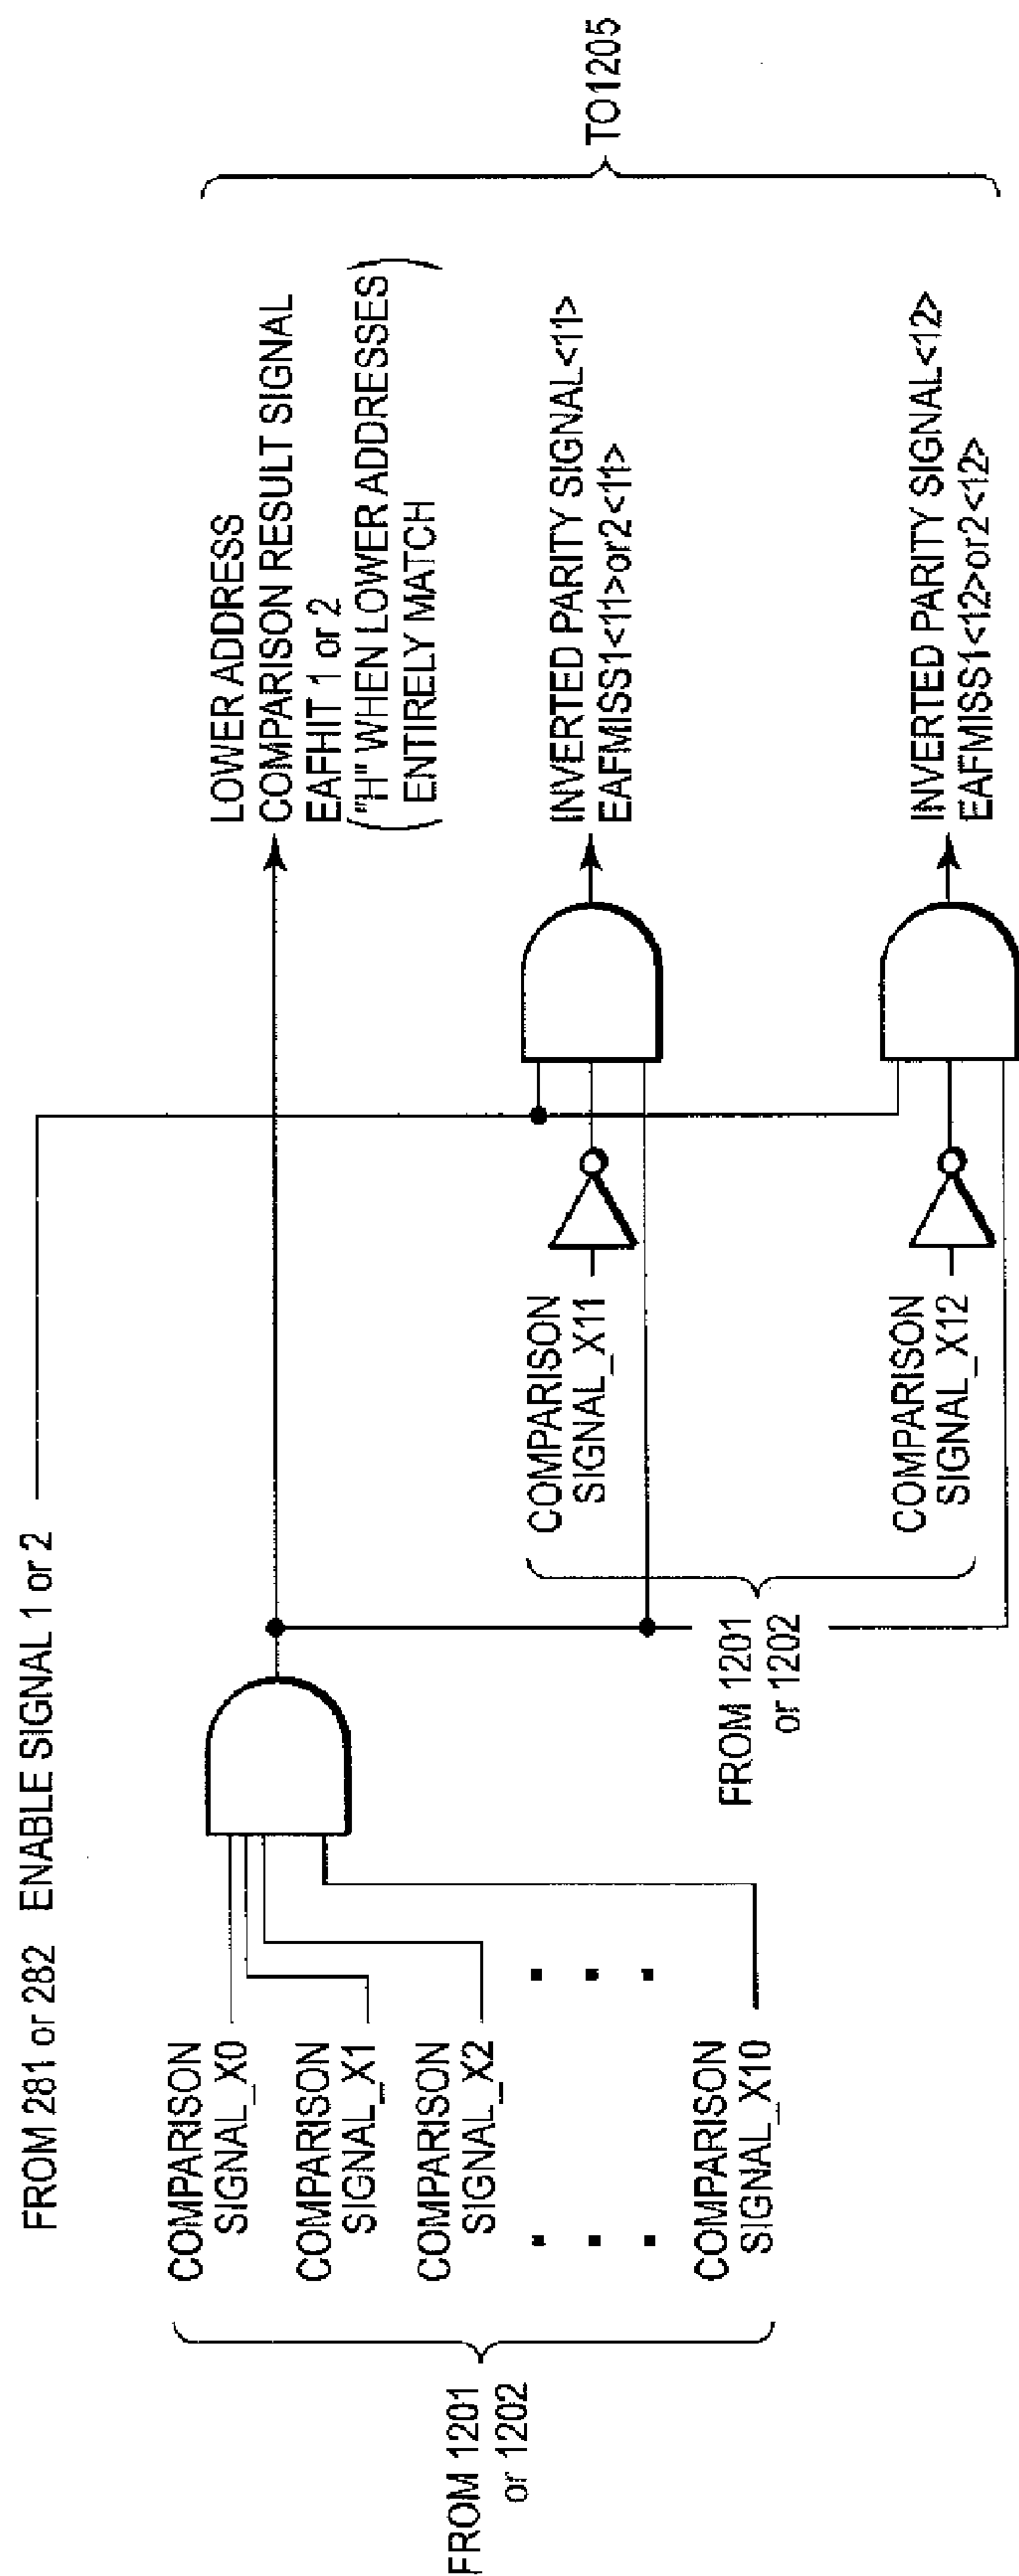 FROM 281 or 282 ENABLE SIGNAL 1 or 2
COMPARISON
SIGNAL_X0
COMPARISON
SIGNAL_X1
COMPARISON
SIGNAL_X2
COMPARISON
SIGNAL_X10
FROM 1201
or 1202
LOWER ADDRESS
COMPARISON RESULT SIGNAL
EAFHIT 1 or 2
("H" WHEN LOWER ADDRESSES
ENTIRELY MATCH)
COMPARISON
SIGNAL_X11
COMPARISON
SIGNAL_X12
FROM 1201
or 1202
INVERTED PARITY SIGNAL<11>
EAFMISS1<11>or2<11>
INVERTED PARITY SIGNAL<12>
EAFMISS1<12>or2<12>
TO1205